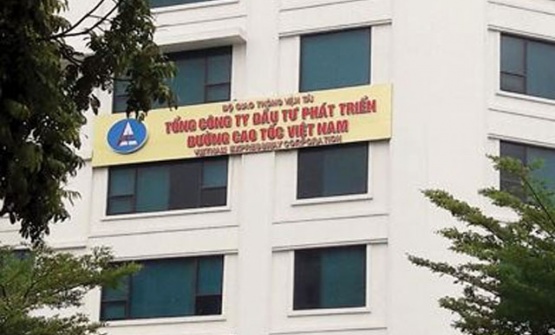 BỘ GIAO THÔNG VẬN TẢI
TỔNG CÔNG TY ĐẦU TƯ PHÁT TRIỂN
ĐƯỜNG CAO TỐC VIỆT NAM
VIETNAM EXPRESSWAY CORPORATION